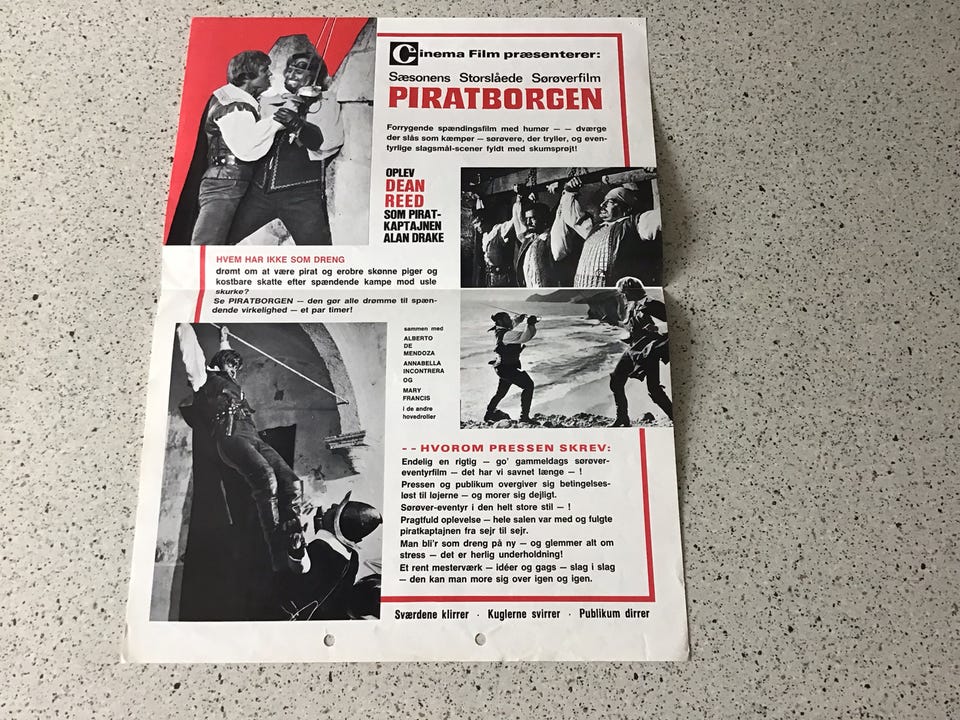 Cinema Film præsenterer:
Sæsonens Storslåede Sørøverfilm
PIRATBORGEN
Forrygende spændingsfilm med humør — — dværge
der slås som kæmper — sørøvere, der tryller, og even-
tyrlige slagsmål-scener fyldt med skumsprøjt!
OPLEV
DEAN
REED
SOM PIRAT-
KAPTAJNEN
ALAN DRAKE
HVEM HAR IKKE SOM DRENG
drømt om at være pirat og erobre skønne piger og
kostbare skatte efter spændende kampe mod usle
skurke?
Se PIRATBORGEN — den gør alle drømme til spæn-
dende virkelighed — et par timer!
sammen med
ALBERTO
DE
MENDOZA
ANNABELLA
INCONTRERA
OG
MARY
FRANCIS
i de andre
hovedroller
– – HVOROM PRESSEN SKREV:
Endelig en rigtig — go' gammeldags sørøver-
eventyrfilm — det har vi savnet længe — !
Pressen og publikum overgiver sig betingelses-
løst til løjerne — og morer sig dejligt.
Sørøver-eventyr i den helt store stil — !
Pragtfuld oplevelse — hele salen var med og fulgte
piratkaptajnen fra sejr til sejr.
Man bli'r som dreng på ny — og glemmer alt om
stress — det er herlig underholdning!
Et rent mesterværk — idéer og gags — slag i slag
— den kan man more sig over igen og igen.
Sværdene klirrer · Kuglerne svirrer · Publikum dirrer